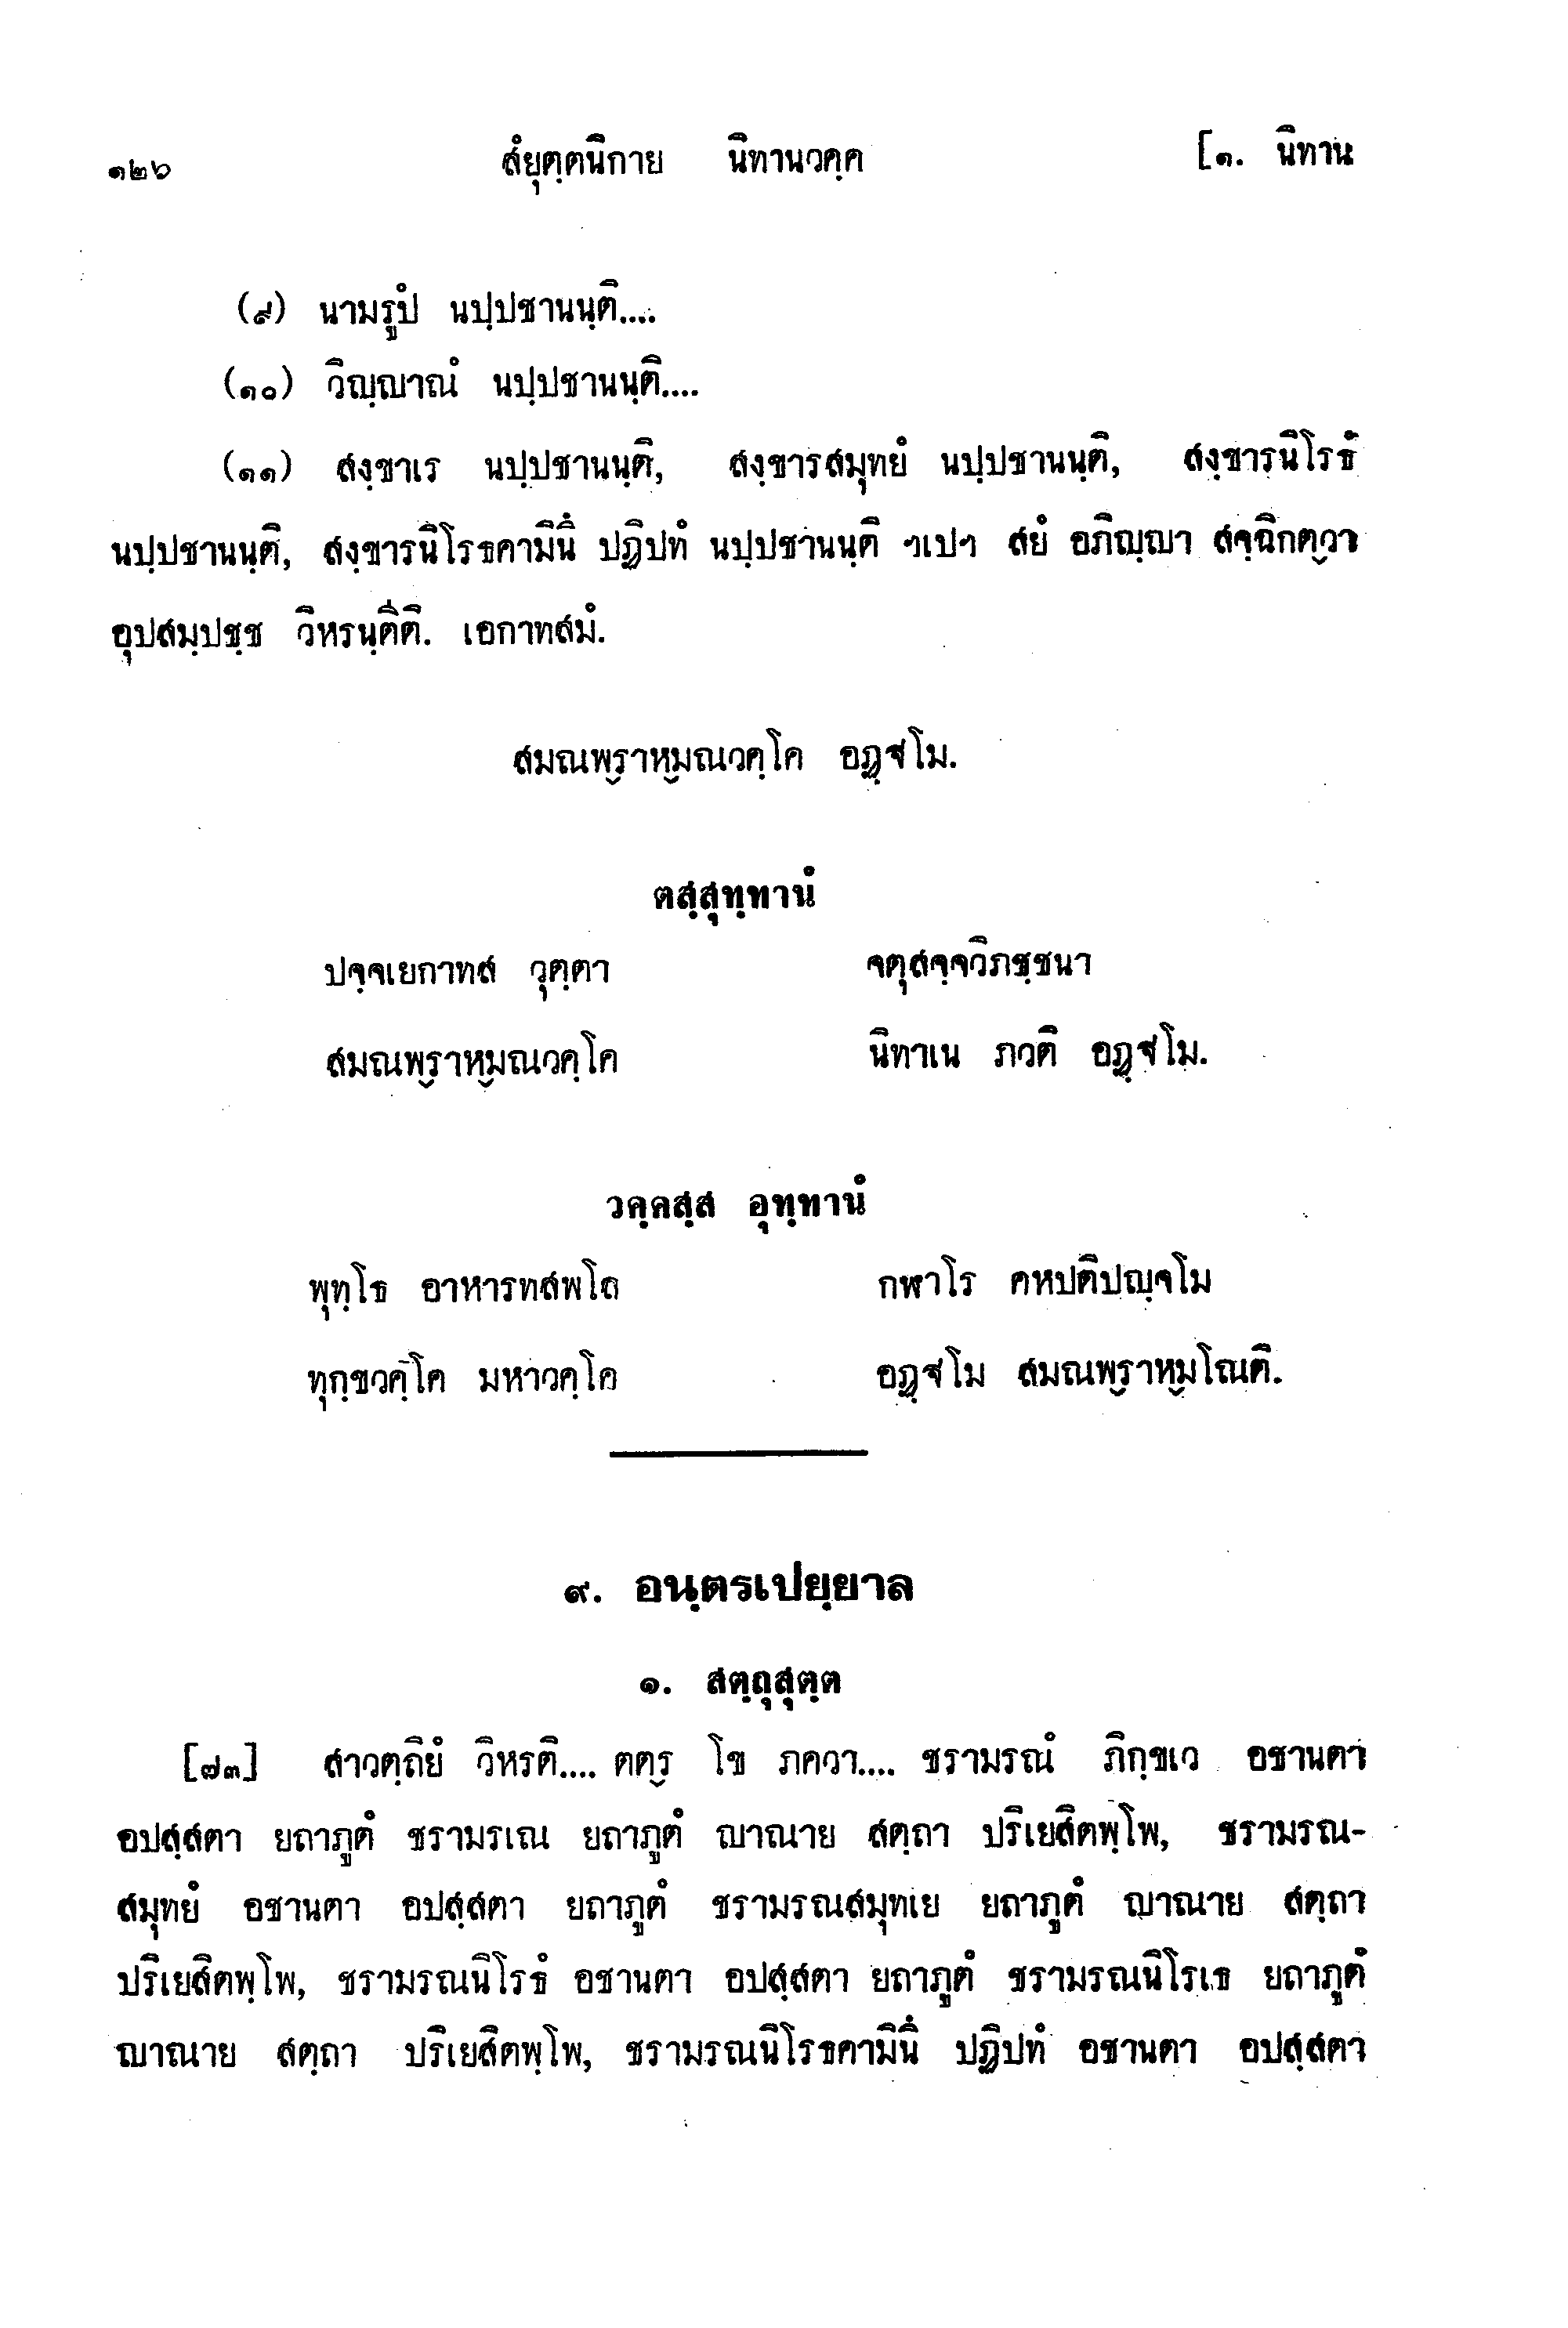 ๑๒๖ สํยุตฺตนิกาย นิทานวคฺค [๑. นิทาน
(๙) นามรูปํ นปฺปชานนฺติ....
(๑๐) วิญฺญาณํ นปฺปชานนฺติ....
(๑๑) สงฺขาเร นปฺปชานนฺติ, สงฺขารสมุทยํ นปฺปชานนฺติ, สงฺขารนิโรธํ
นปฺปชานนฺติ, สงฺขารนิโรธคามินึ ปฏิปทํ นปฺปชานนฺติ ฯเปฯ สยํ อภิญฺญา สจฺฉิกตฺวา
อุปสมฺปชฺช วิหรนฺตีติ. เอกาทสมํ.
สมณพฺราหฺมณวคฺโค อฏฺฐโม.
ตสฺสุทฺทานํ
ปจฺจเยกาทส วุตฺตา จตุสจฺจวิภชฺชนา
สมณพฺราหฺมณวคฺโค นิทาเน ภวติ อฏฺฐโม.
วคฺคสฺส อุทฺทานํ
พุทฺโธ อาหารทสพโล กฬาโร คหปติปญฺจโม
ทุกฺขวคฺโค มหาวคฺโค อฏฺฐโม สมณพฺราหฺมโณติ.
๙. อนฺตรเปยฺยาล
๑. สตฺถุสุตฺต
[๘๓] สาวตฺถิยํ วิหรติ.... ตตฺร โข ภควา.... ชรามรณํ ภิกฺขเว อชานตา
อปสฺสตา ยถาภูตํ ชรามรเณ ยถาภูตํ ญาณาย สตฺถา ปริเยสิตพฺโพ, ชรามรณ-
สมุทยํ อชานตา อปสฺสตา ยถาภูตํ ชรามรณสมุทเย ยถาภูตํ ญาณาย สตฺถา
ปริเยสิตพฺโพ, ชรามรณนิโรธํ อชานตา อปสฺสตา ยถาภูตํ ชรามรณนิโรเธ ยถาภูตํ
ญาณาย สตฺถา ปริเยสิตพฺโพ, ชรามรณนิโรธคามินึ ปฏิปทํ อชานตา อปสฺสตา